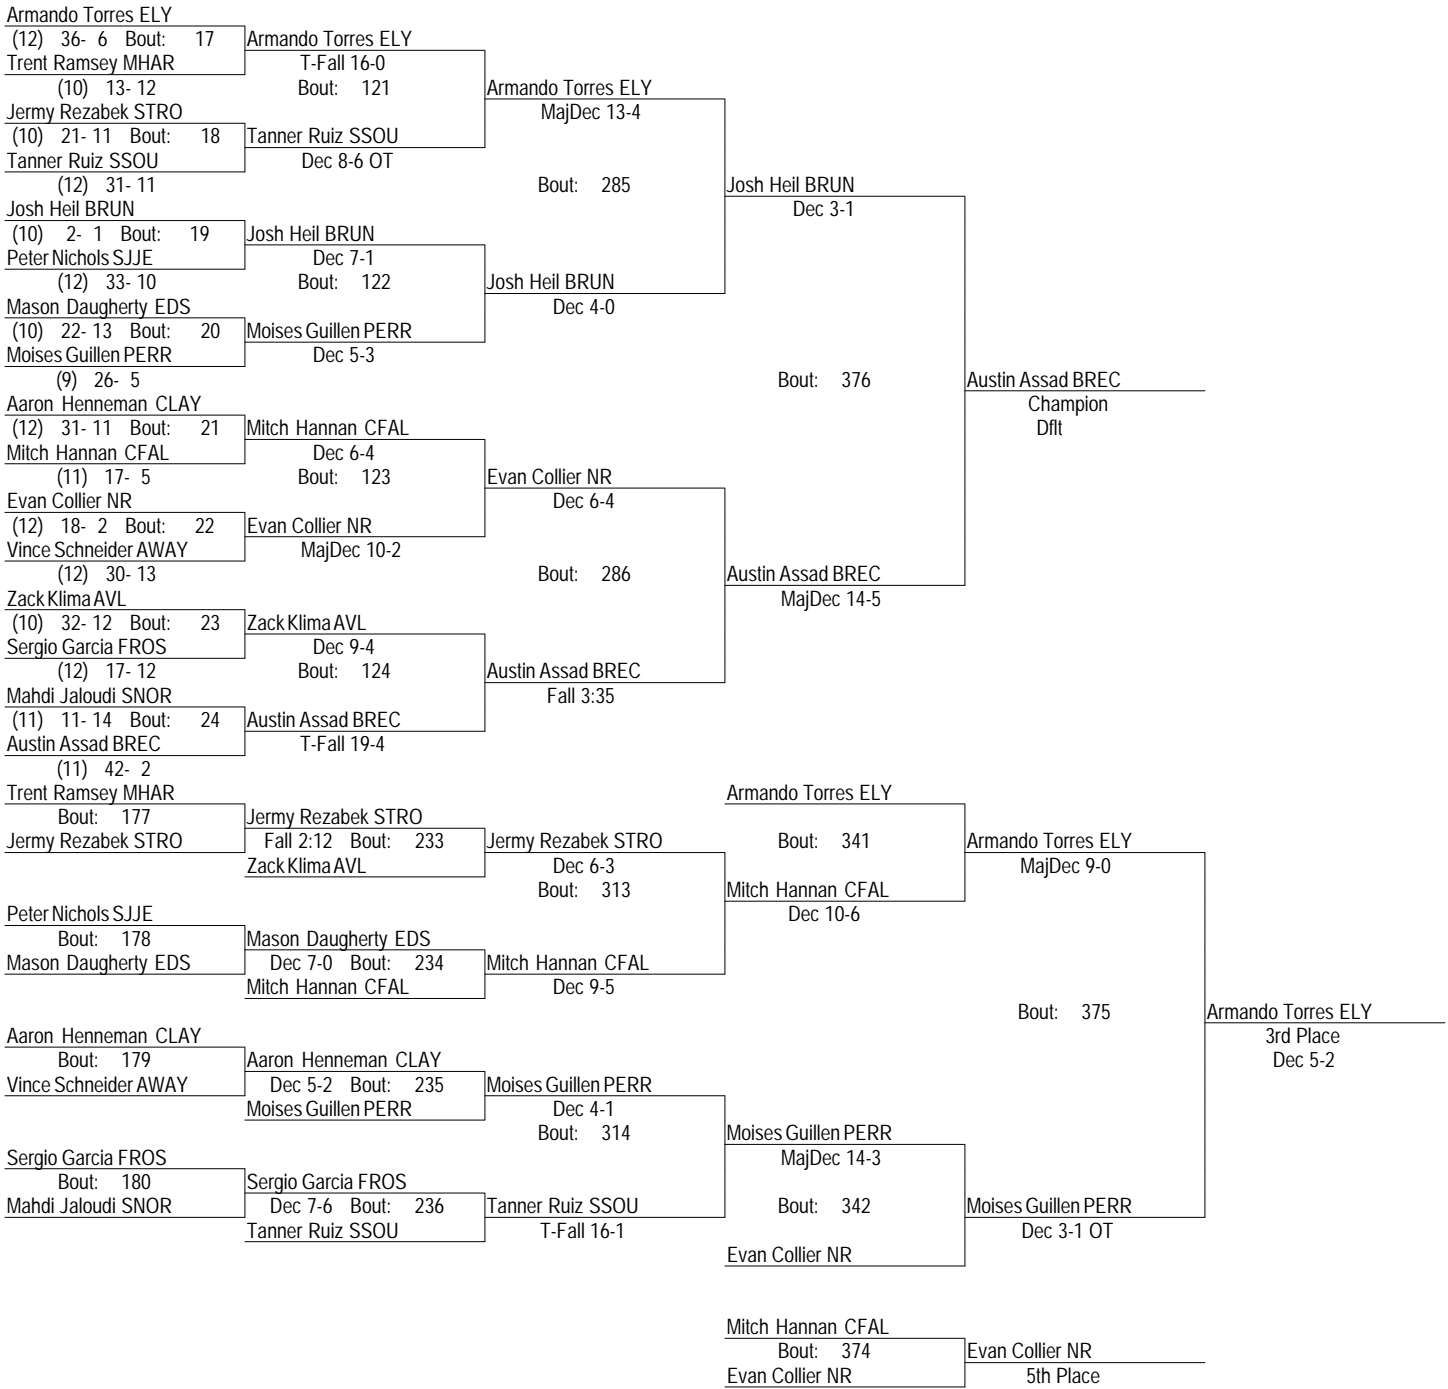 Armando Torres ELY
(12) 36- 6 Bout: 17 Armando Torres ELY
Trent Ramsey MHAR T-Fall 16-0
(10) 13- 12 Bout: 121 Armando Torres ELY
Jermy Rezabek STRO MajDec 13-4
(10) 21- 11 Bout: 18 Tanner Ruiz SSOU
Tanner Ruiz SSOU Dec 8-6 OT
(12) 31- 11 Bout: 285 Josh Heil BRUN
Josh Heil BRUN Dec 3-1
(10) 2- 1 Bout: 19 Josh Heil BRUN
Peter Nichols SJJE Dec 7-1
(12) 33- 10 Bout: 122 Josh Heil BRUN
Mason Daugherty EDS Dec 4-0
(10) 22- 13 Bout: 20 Moises Guillen PERR
Moises Guillen PERR Dec 5-3
(9) 26- 5 Bout: 376 Austin Assad BREC
Aaron Henneman CLAY Champion
(12) 31- 11 Bout: 21 Mitch Hannan CFAL Dflt
Mitch Hannan CFAL Dec 6-4
(11) 17- 5 Bout: 123 Evan Collier NR
Evan Collier NR Dec 6-4
(12) 18- 2 Bout: 22 Evan Collier NR
Vince Schneider AWAY MajDec 10-2
(12) 30- 13 Bout: 286 Austin Assad BREC
Zack Klima AVL MajDec 14-5
(10) 32- 12 Bout: 23 Zack Klima AVL
Sergio Garcia FROS Dec 9-4
(12) 17- 12 Bout: 124 Austin Assad BREC
Mahdi Jaloudi SNOR Fall 3:35
(11) 11- 14 Bout: 24 Austin Assad BREC
Austin Assad BREC T-Fall 19-4
(11) 42- 2
Trent Ramsey MHAR Armando Torres ELY
Bout: 177 Jermy Rezabek STRO
Jermy Rezabek STRO Fall 2:12 Bout: 233 Jermy Rezabek STRO Bout: 341 Armando Torres ELY
Zack Klima AVL Dec 6-3 MajDec 9-0
Bout: 313 Mitch Hannan CFAL
Peter Nichols SJJE Dec 10-6
Bout: 178 Mason Daugherty EDS
Mason Daugherty EDS Dec 7-0 Bout: 234 Mitch Hannan CFAL
Mitch Hannan CFAL Dec 9-5
Bout: 375 Armando Torres ELY
Aaron Henneman CLAY 3rd Place
Bout: 179 Aaron Henneman CLAY Dec 5-2
Vince Schneider AWAY Dec 5-2 Bout: 235 Moises Guillen PERR
Moises Guillen PERR Dec 4-1
Bout: 314 Moises Guillen PERR
Sergio Garcia FROS MajDec 14-3
Bout: 180 Sergio Garcia FROS
Mahdi Jaloudi SNOR Dec 7-6 Bout: 236 Tanner Ruiz SSOU Bout: 342 Moises Guillen PERR
Tanner Ruiz SSOU T-Fall 16-1 Dec 3-1 OT
Evan Collier NR
Mitch Hannan CFAL
Bout: 374 Evan Collier NR
Evan Collier NR 5th Place